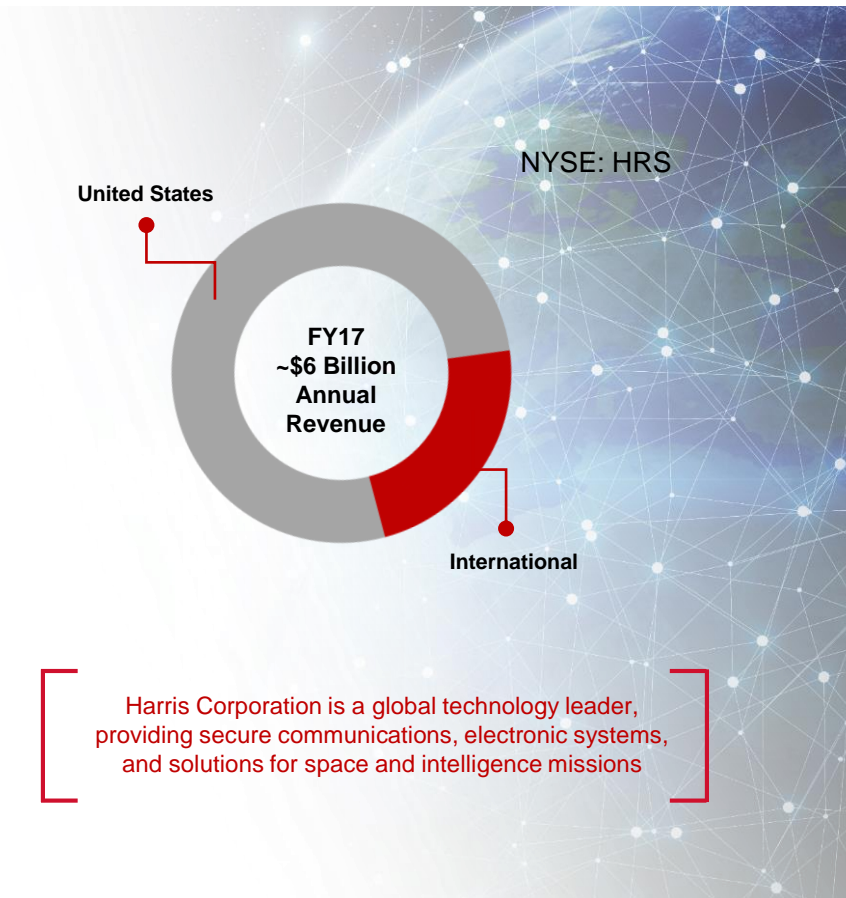 NYSE: HRS
United States
FY17
~$6 Billion
Annual
Revenue
International
Harris Corporation is a global technology leader,
providing secure communications, electronic systems,
and solutions for space and intelligence missions